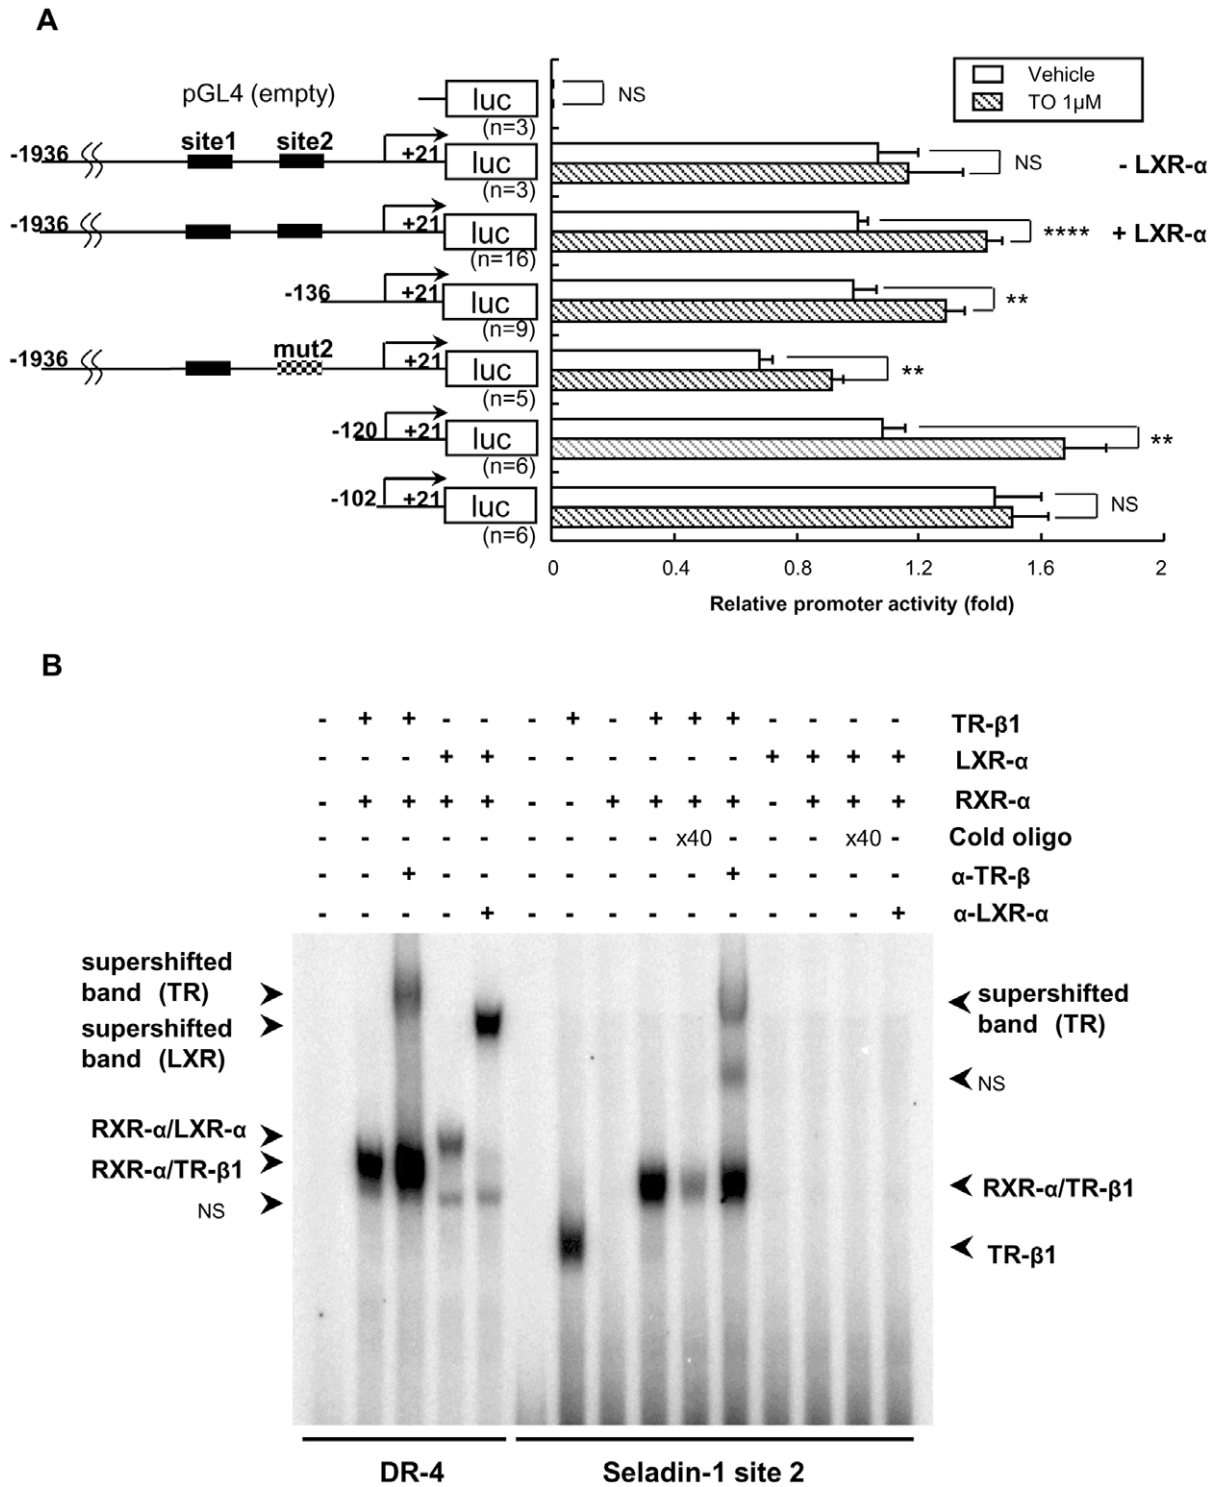 A
pGL4 (empty)
luc
(n=3)
NS
Vehicle
TO 1μM
-1936
site1
site2
+21
luc
(n=3)
NS
- LXR-α
-1936
+21
luc
(n=16)
****
+ LXR-α
-136
+21
luc
(n=9)
**
-1936
mut2
+21
luc
(n=5)
**
-120
+21
luc
(n=6)
**
-102
+21
luc
(n=6)
NS
0 0.4 0.8 1.2 1.6 2
Relative promoter activity (fold)
B
- + + - - - + - + + + - - - - TR-β1
- - - + + - - - - - - + + + + LXR-α
- + + + + - - + + + + - + + + RXR-α
- - - - - - - - - x40 - - - x40 - Cold oligo
- - + - - - - - - - + - - - - α-TR-β
- - - - + - - - - - - - - - + α-LXR-α
supershifted
band (TR)
supershifted
band (LXR)
RXR-α/LXR-α
RXR-α/TR-β1
NS
supershifted
band (TR)
NS
RXR-α/TR-β1
TR-β1
DR-4
Seladin-1 site 2